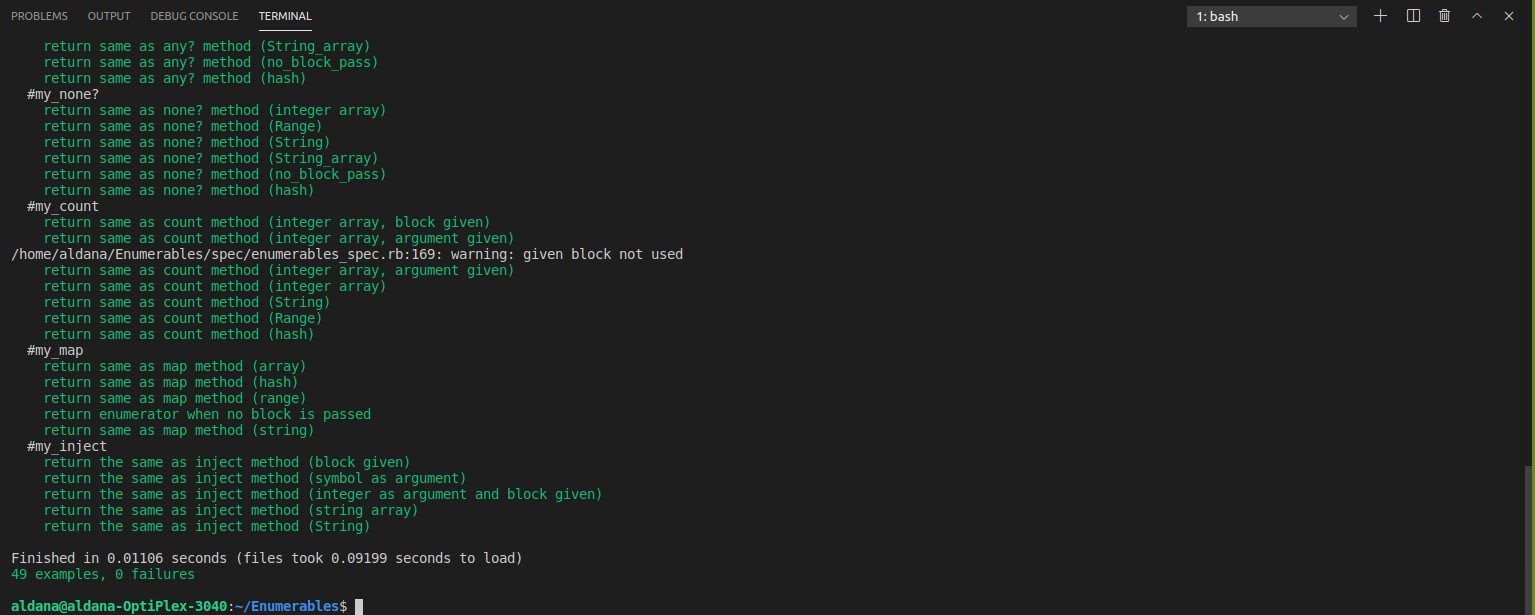 PROBLEMS OUTPUT DEBUG CONSOLE TERMINAL 1: bash
return same as any? method (String_array)
return same as any? method (no_block_pass)
return same as any? method (hash)
#my_none?
return same as none? method (integer array)
return same as none? method (Range)
return same as none? method (String)
return same as none? method (String_array)
return same as none? method (no_block_pass)
return same as none? method (hash)
#my_count
return same as count method (integer array, block given)
return same as count method (integer array, argument given)
/home/aldana/Enumerables/spec/enumerables_spec.rb:169: warning: given block not used
return same as count method (integer array, argument given)
return same as count method (integer array)
return same as count method (String)
return same as count method (Range)
return same as count method (hash)
#my_map
return same as map method (array)
return same as map method (hash)
return same as map method (range)
return enumerator when no block is passed
return same as map method (string)
#my_inject
return the same as inject method (block given)
return the same as inject method (symbol as argument)
return the same as inject method (integer as argument and block given)
return the same as inject method (string array)
return the same as inject method (String)
Finished in 0.01106 seconds (files took 0.09199 seconds to load)
49 examples, 0 failures
aldana@aldana-OptiPlex-3040:~/Enumerables$